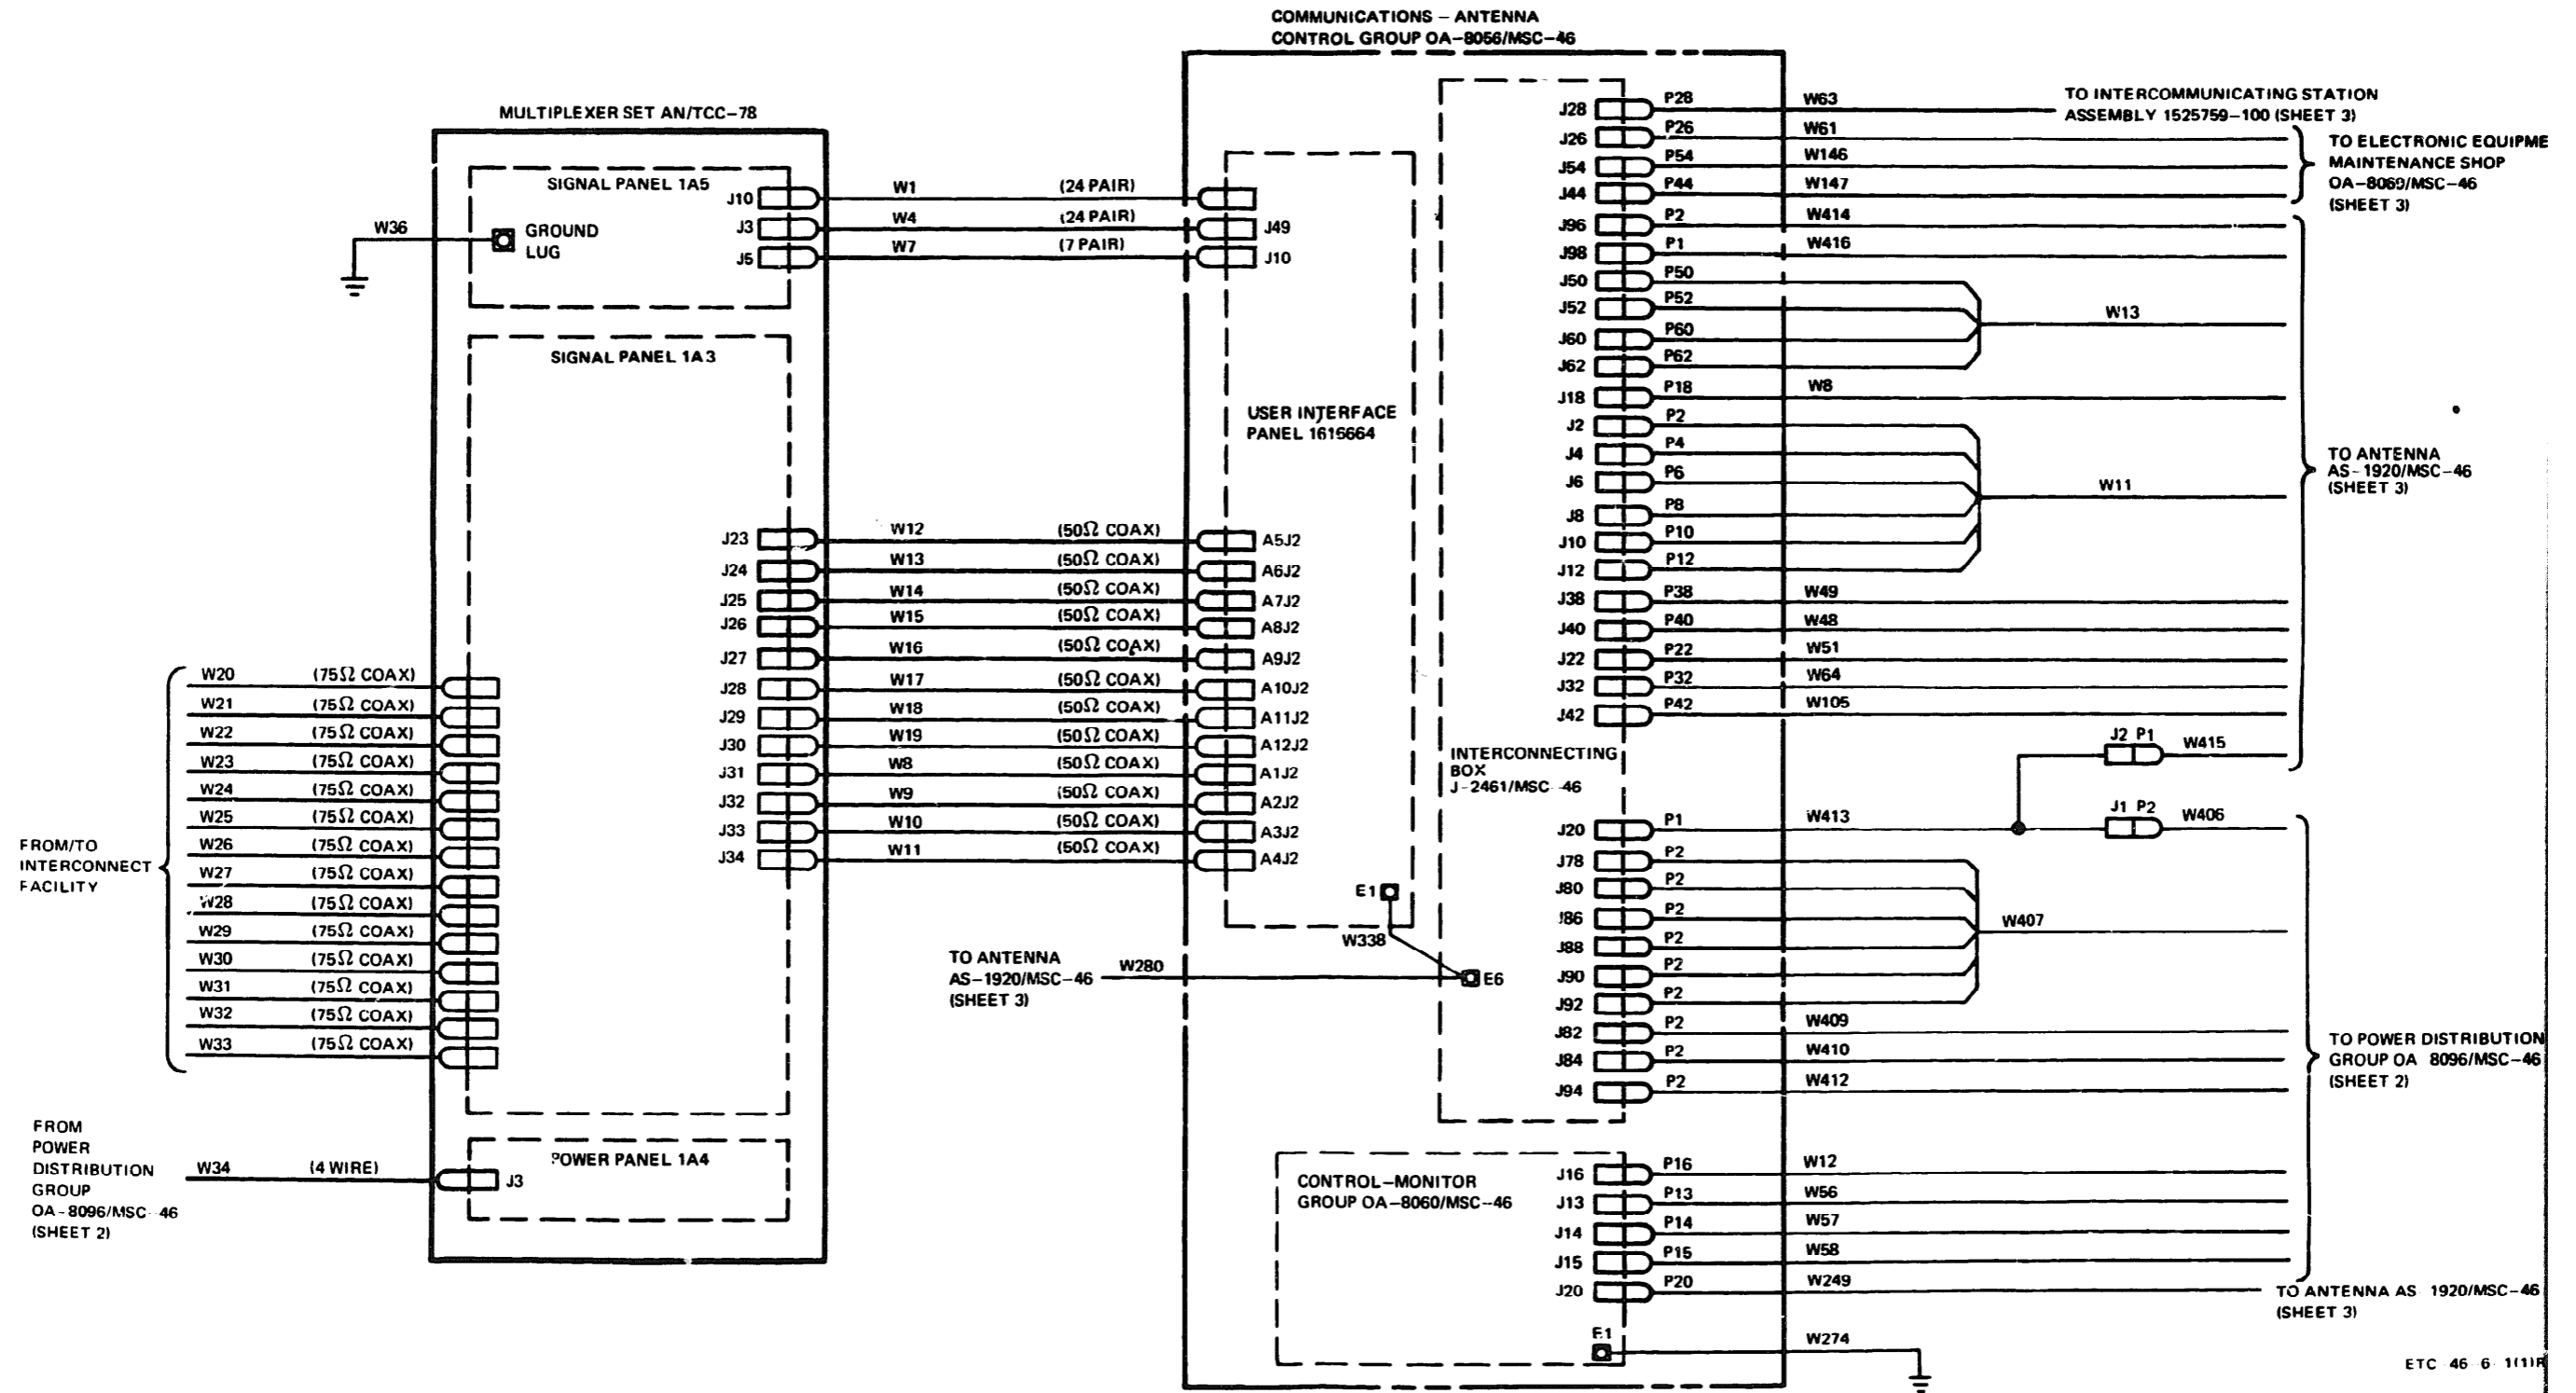 COMMUNICATIONS – ANTENNA
CONTROL GROUP OA–8056/MSC–46
MULTIPLEXER SET AN/TCC–78
SIGNAL PANEL 1A5
GROUND
LUG
W36
J10 W1 (24 PAIR)
J3 W4 (24 PAIR) J49
J5 W7 (7 PAIR) J10
SIGNAL PANEL 1A3
USER INTERFACE
PANEL 1615664
J23 W12 (50Ω COAX) A5J2
J24 W13 (50Ω COAX) A6J2
J25 W14 (50Ω COAX) A7J2
J26 W15 (50Ω COAX) A8J2
J27 W16 (50Ω COAX) A9J2
J28 W17 (50Ω COAX) A10J2
J29 W18 (50Ω COAX) A11J2
J30 W19 (50Ω COAX) A12J2
J31 W8 (50Ω COAX) A1J2
J32 W9 (50Ω COAX) A2J2
J33 W10 (50Ω COAX) A3J2
J34 W11 (50Ω COAX) A4J2
FROM/TO
INTERCONNECT
FACILITY
W20 (75Ω COAX)
W21 (75Ω COAX)
W22 (75Ω COAX)
W23 (75Ω COAX)
W24 (75Ω COAX)
W25 (75Ω COAX)
W26 (75Ω COAX)
W27 (75Ω COAX)
W28 (75Ω COAX)
W29 (75Ω COAX)
W30 (75Ω COAX)
W31 (75Ω COAX)
W32 (75Ω COAX)
W33 (75Ω COAX)
FROM
POWER
DISTRIBUTION
GROUP
OA–8096/MSC–46
(SHEET 2)
W34 (4 WIRE) J3
POWER PANEL 1A4
E1
W338
TO ANTENNA
AS–1920/MSC–46
(SHEET 3)
W280
E6
INTERCONNECTING
BOX
J–2461/MSC–46
J28 P28 W63
TO INTERCOMMUNICATING STATION
ASSEMBLY 1525759–100 (SHEET 3)
J26 P26 W61
J54 P54 W146
J44 P44 W147
TO ELECTRONIC EQUIPME
MAINTENANCE SHOP
OA–8069/MSC–46
(SHEET 3)
J96 P2 W414
J98 P1 W416
J50 P50
J52 P52
W13
J60 P60
J62 P62
J18 P18 W8
J2 P2
J4 P4
J6 P6
W11
J8 P8
J10 P10
J12 P12
J38 P38 W49
J40 P40 W48
J22 P22 W51
J32 P32 W64
J42 P42 W105
J2 P1 W415
TO ANTENNA
AS–1920/MSC–46
(SHEET 3)
J20 P1 W413 J1 P2 W406
J78 P2
J80 P2
J86 P2
W407
J88 P2
J90 P2
J92 P2
J82 P2 W409
J84 P2 W410
J94 P2 W412
TO POWER DISTRIBUTION
GROUP OA 8096/MSC–46
(SHEET 2)
CONTROL–MONITOR
GROUP OA–8060/MSC–46
J16 P16 W12
J13 P13 W56
J14 P14 W57
J15 P15 W58
J20 P20 W249
TO ANTENNA AS 1920/MSC–46
(SHEET 3)
E1 W274
ETC 46 6 1(1)